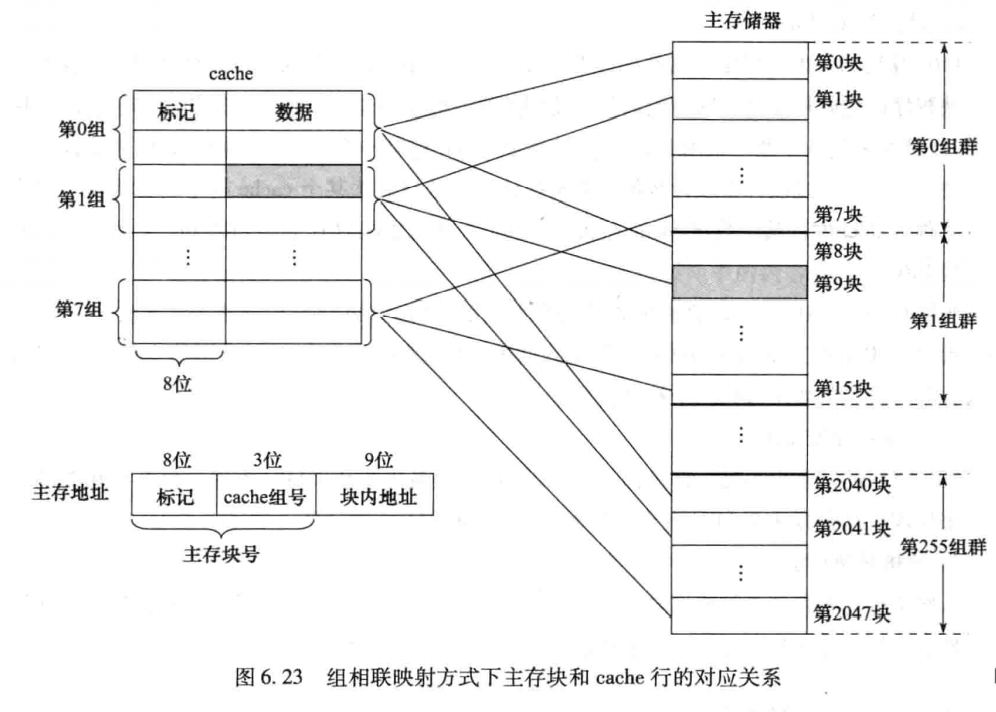 主存储器
cache
标记 数据
第0组
第1组
⋮ ⋮
第7组
8位
第0块
第1块
⋮
第7块
第8块
第9块
⋮
第15块
⋮
第2040块
第2041块
⋮
第2047块
第0组群
第1组群
第255组群
8位 3位 9位
主存地址 标记 cache组号 块内地址
主存块号
图 6.23 组相联映射方式下主存块和 cache 行的对应关系